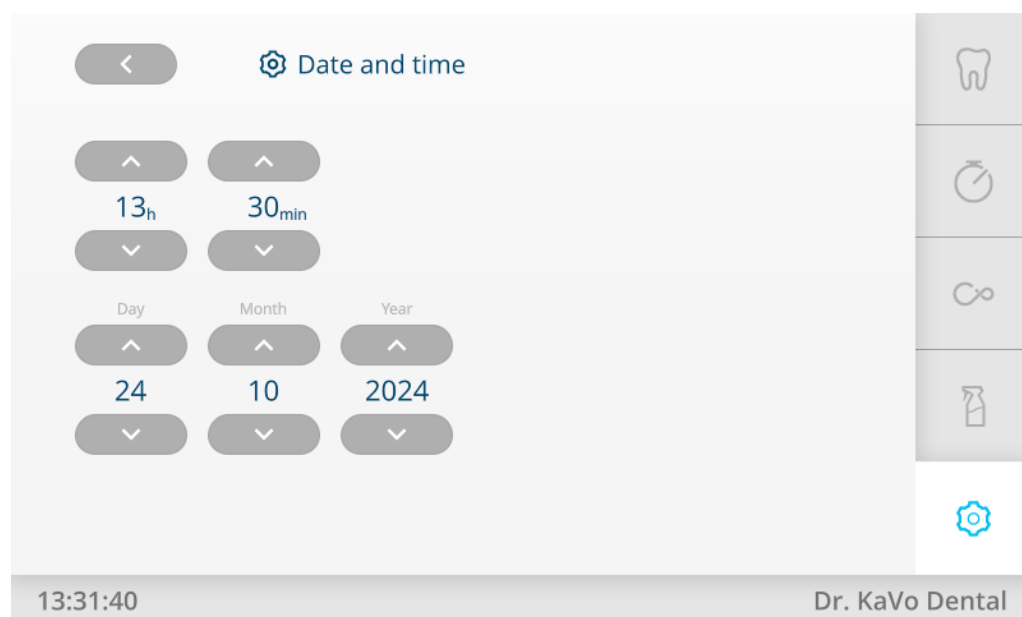 Date and time
13h 30min
Day Month Year
24 10 2024
13:31:40 Dr. KaVo Dental